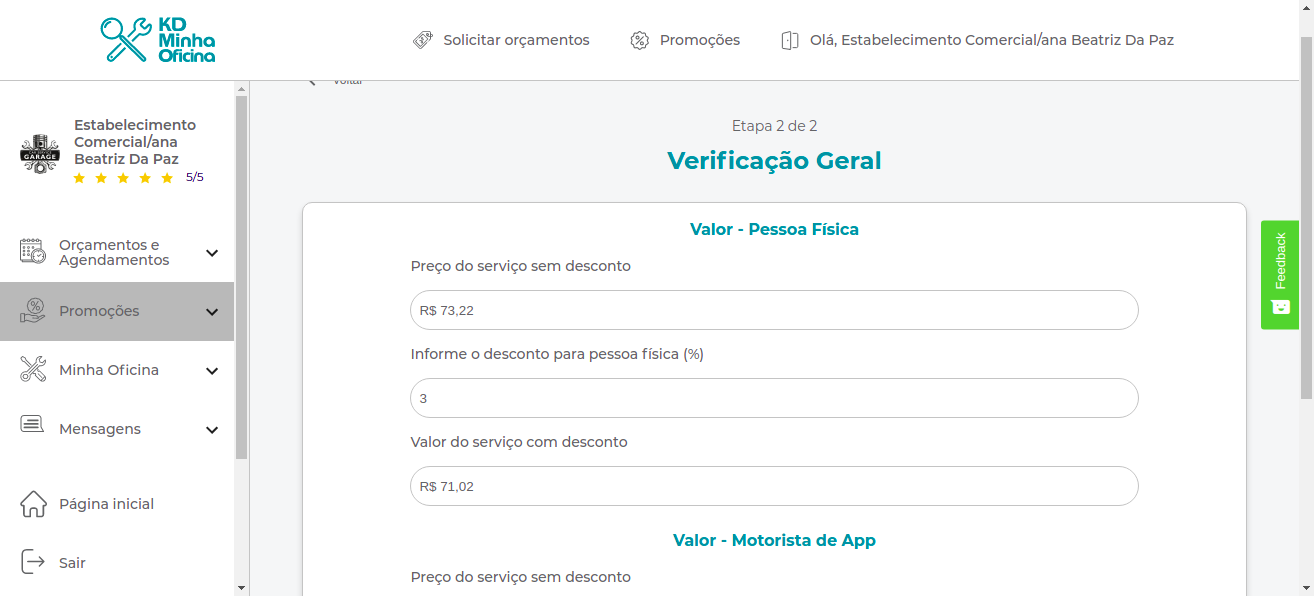 KD
Minha
Oficina
Solicitar orçamentos
Promoções
Olá, Estabelecimento Comercial/ana Beatriz Da Paz
Voltar
Estabelecimento
Comercial/ana
Beatriz Da Paz
5/5
GARAGE
Orçamentos e
Agendamentos
Promoções
Minha Oficina
Mensagens
Página inicial
Sair
Etapa 2 de 2
Verificação Geral
Valor - Pessoa Física
Preço do serviço sem desconto
R$ 73,22
Informe o desconto para pessoa física (%)
3
Valor do serviço com desconto
R$ 71,02
Valor - Motorista de App
Preço do serviço sem desconto
Feedback